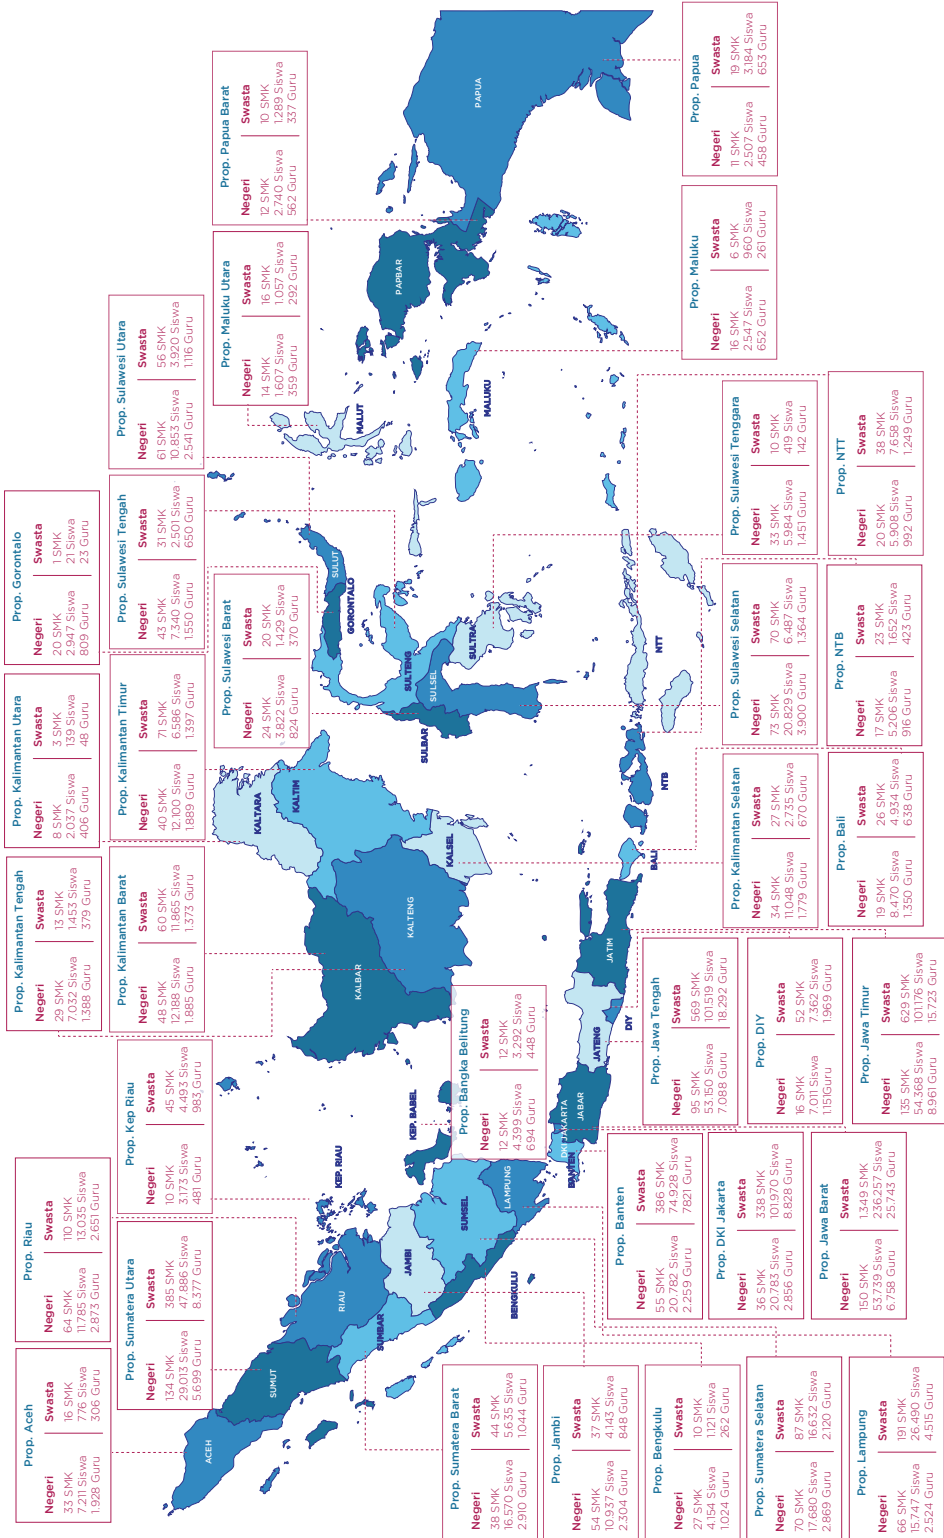 Prop. Aceh
Negeri Swasta
33 SMK 16 SMK
7.211 Siswa 776 Siswa
1.928 Guru 306 Guru
Prop. Riau
Negeri Swasta
64 SMK 110 SMK
11.785 Siswa 13.035 Siswa
2.873 Guru 2.651 Guru
Prop. Kalimantan Tengah
Negeri Swasta
29 SMK 13 SMK
7.032 Siswa 1.453 Siswa
1.388 Guru 379 Guru
Prop. Kalimantan Utara
Negeri Swasta
8 SMK 3 SMK
2.037 Siswa 139 Siswa
406 Guru 48 Guru
Prop. Gorontalo
Negeri Swasta
20 SMK 1 SMK
2.947 Siswa 21 Siswa
809 Guru 23 Guru
Prop. Sumatera Utara
Negeri Swasta
134 SMK 385 SMK
29.013 Siswa 47.886 Siswa
5.699 Guru 8.377 Guru
Prop. Kep Riau
Negeri Swasta
10 SMK 45 SMK
3.173 Siswa 4.493 Siswa
481 Guru 983 Guru
Prop. Kalimantan Barat
Negeri Swasta
48 SMK 60 SMK
12.188 Siswa 11.865 Siswa
1.885 Guru 1.373 Guru
Prop. Kalimantan Timur
Negeri Swasta
40 SMK 71 SMK
12.100 Siswa 6.586 Siswa
1.889 Guru 1.397 Guru
Prop. Sulawesi Tengah
Negeri Swasta
43 SMK 31 SMK
7.340 Siswa 2.501 Siswa
1.550 Guru 650 Guru
Prop. Sulawesi Utara
Negeri Swasta
61 SMK 56 SMK
10.853 Siswa 3.920 Siswa
2.541 Guru 1.116 Guru
Prop. Sulawesi Barat
Negeri Swasta
24 SMK 20 SMK
3.822 Siswa 1.429 Siswa
824 Guru 370 Guru
Prop. Maluku Utara
Negeri Swasta
14 SMK 16 SMK
1.607 Siswa 1.057 Siswa
359 Guru 292 Guru
Prop. Papua Barat
Negeri Swasta
12 SMK 10 SMK
2.740 Siswa 1.289 Siswa
562 Guru 337 Guru
ACEH
SUMUT
RIAU
KEP. RIAU
SUMBAR
JAMBI
KEP. BABEL
SUMSEL
BENGKULU
LAMPUNG
KALBAR
KALTENG
KALTARA
KALTIM
KALSEL
SULBAR
SULSEL
SULTENG
SULTRA
GORONTALO
SULUT
MALUT
MALUKU
PAPBAR
PAPUA
BANTEN
DKI JAKARTA
JABAR
JATENG
DIY
JATIM
BALI
NTB
NTT
Prop. Bangka Belitung
Negeri Swasta
12 SMK 12 SMK
4.399 Siswa 3.292 Siswa
694 Guru 448 Guru
Prop. Sumatera Barat
Negeri Swasta
38 SMK 44 SMK
16.570 Siswa 5.635 Siswa
2.910 Guru 1.044 Guru
Prop. Jambi
Negeri Swasta
54 SMK 37 SMK
10.937 Siswa 4.143 Siswa
2.304 Guru 848 Guru
Prop. Bengkulu
Negeri Swasta
27 SMK 10 SMK
4.154 Siswa 1.121 Siswa
1.024 Guru 262 Guru
Prop. Sumatera Selatan
Negeri Swasta
70 SMK 87 SMK
17.680 Siswa 16.632 Siswa
2.869 Guru 2.120 Guru
Prop. Lampung
Negeri Swasta
66 SMK 191 SMK
15.747 Siswa 26.490 Siswa
2.524 Guru 4.515 Guru
Prop. Banten
Negeri Swasta
55 SMK 386 SMK
20.782 Siswa 74.928 Siswa
2.259 Guru 7821 Guru
Prop. DKI Jakarta
Negeri Swasta
36 SMK 338 SMK
20.783 Siswa 101.970 Siswa
2.856 Guru 8.828 Guru
Prop. Jawa Barat
Negeri Swasta
150 SMK 1.349 SMK
53.739 Siswa 236.257 Siswa
6.758 Guru 25.743 Guru
Prop. Jawa Tengah
Negeri Swasta
95 SMK 569 SMK
53.150 Siswa 101.519 Siswa
7.088 Guru 18.292 Guru
Prop. DIY
Negeri Swasta
16 SMK 52 SMK
7.011 Siswa 7.362 Siswa
1.151Guru 1.969 Guru
Prop. Jawa Timur
Negeri Swasta
135 SMK 629 SMK
54.368 Siswa 101.176 Siswa
8.961 Guru 15.723 Guru
Prop. Kalimantan Selatan
Negeri Swasta
34 SMK 27 SMK
11.048 Siswa 2.735 Siswa
1.779 Guru 670 Guru
Prop. Bali
Negeri Swasta
19 SMK 26 SMK
8.470 Siswa 4.934 Siswa
1.350 Guru 638 Guru
Prop. Sulawesi Selatan
Negeri Swasta
73 SMK 70 SMK
20.829 Siswa 6.487 Siswa
3.900 Guru 1.364 Guru
Prop. NTB
Negeri Swasta
17 SMK 23 SMK
5.206 Siswa 1.652 Siswa
916 Guru 423 Guru
Prop. Sulawesi Tenggara
Negeri Swasta
33 SMK 10 SMK
5.984 Siswa 419 Siswa
1.451 Guru 142 Guru
Prop. NTT
Negeri Swasta
20 SMK 38 SMK
5.908 Siswa 7.658 Siswa
992 Guru 1.249 Guru
Prop. Maluku
Negeri Swasta
16 SMK 6 SMK
2.547 Siswa 960 Siswa
652 Guru 261 Guru
Prop. Papua
Negeri Swasta
11 SMK 19 SMK
2.507 Siswa 3.184 Siswa
458 Guru 653 Guru